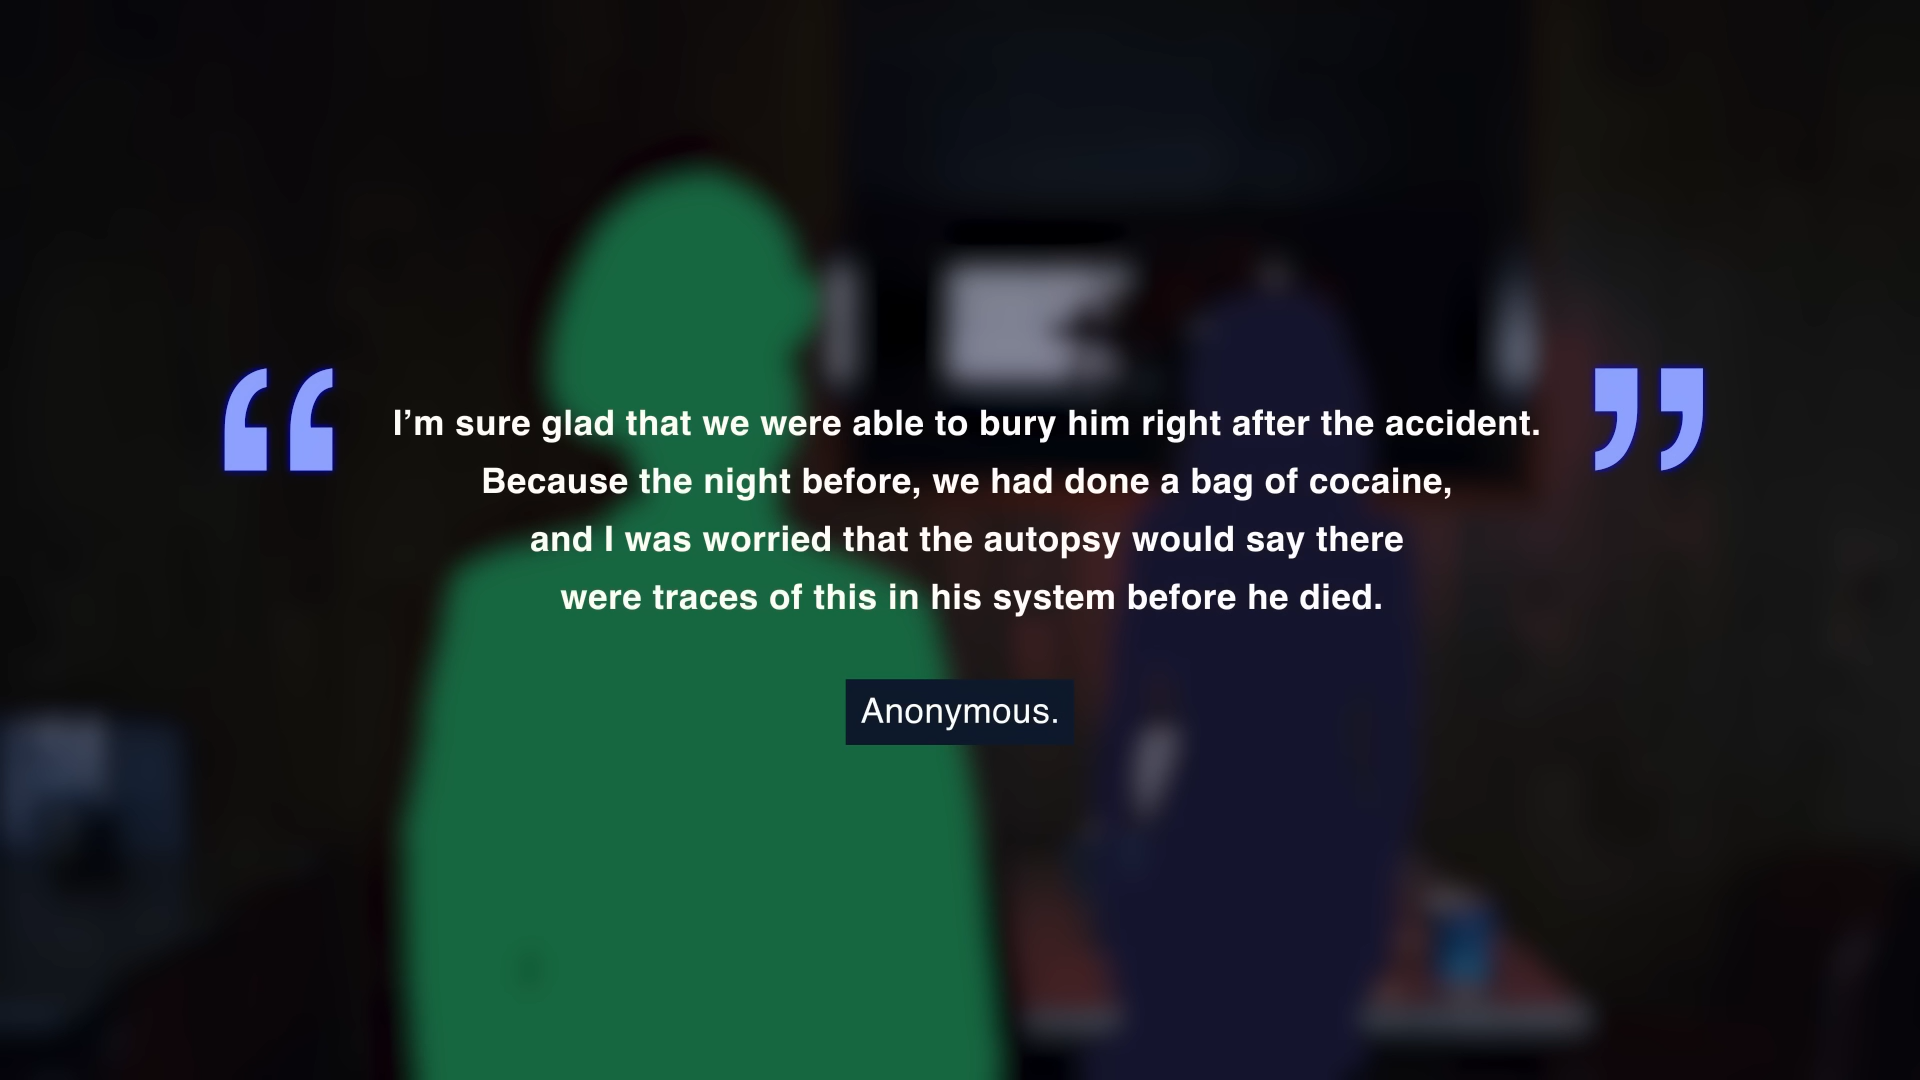 “I’m sure glad that we were able to bury him right after the accident.
Because the night before, we had done a bag of cocaine,
and I was worried that the autopsy would say there
were traces of this in his system before he died.”
Anonymous.